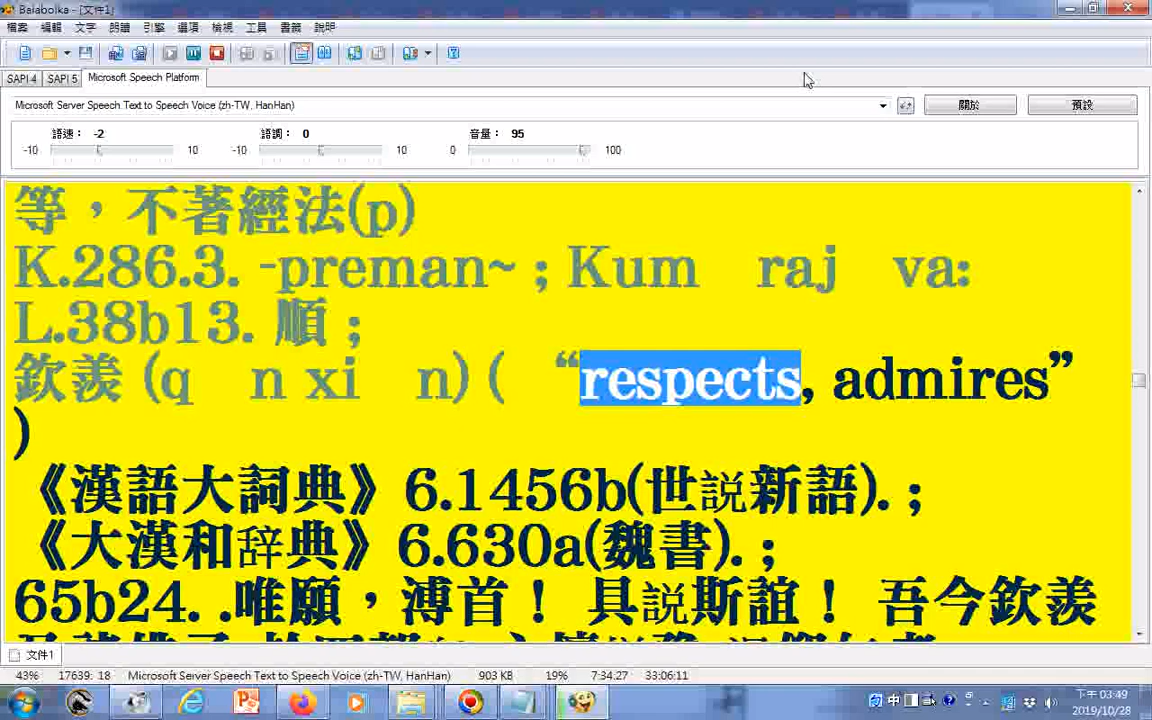 Balabolka - [文件1]
檔案 編輯 文字 朗讀 引擎 選項 檢視 工具 書籤 說明
SAPI 4 SAPI 5 Microsoft Speech Platform
Microsoft Server Speech Text to Speech Voice (zh-TW, HanHan) 關於 預設
語速： -2 語調： 0 音量： 95
-10 10 -10 10 0 100
等，不著經法(p)
K.286.3. -preman~ ; Kum raj va:
L.38b13. 順 ;
欽羨 (q n xi n) ( “respects, admires”
)
《漢語大詞典》 6.1456b(世説新語). ;
《大漢和辞典》 6.630a(魏書). ;
65b24. .唯願，溥首！ 具説斯誼！ 吾今欽羨
文件1
43% 17639: 18 Microsoft Server Speech Text to Speech Voice (zh-TW, HanHan) 903 KB 19% 7:34.27 33:06:11
中
下午 03:49
2019/10/28